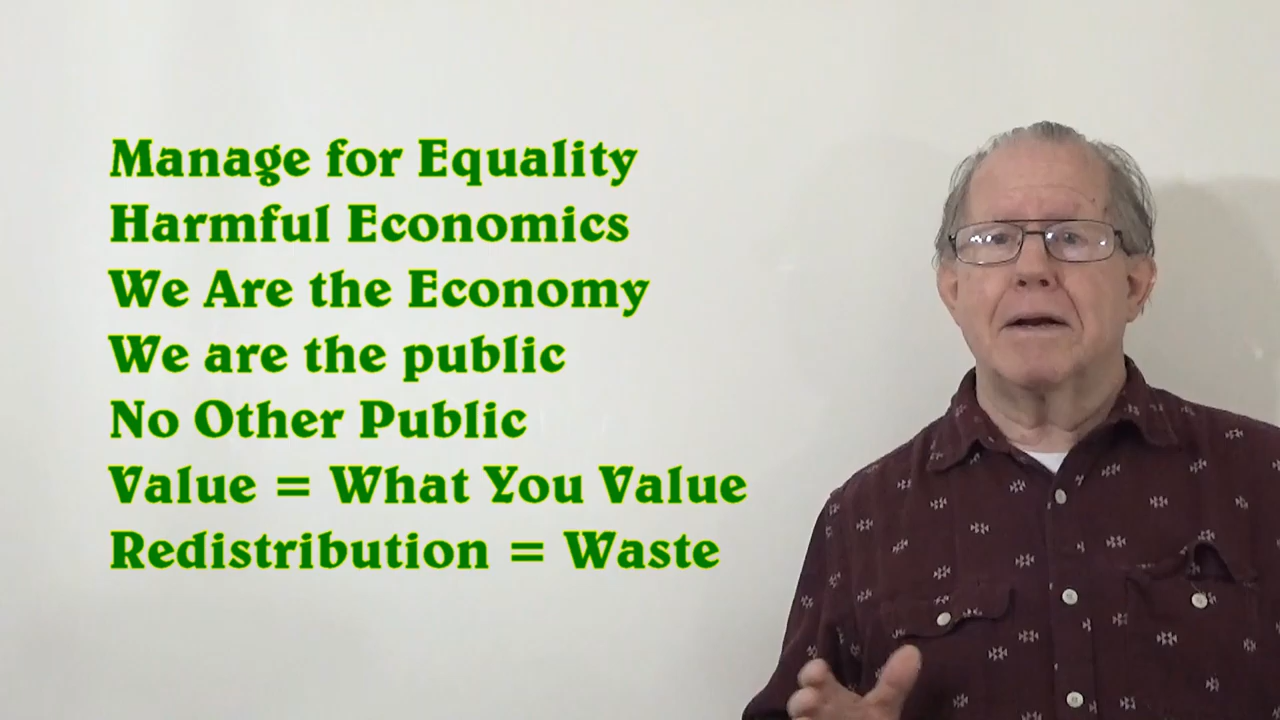 Manage for Equality
Harmful Economics
We Are the Economy
We are the public
No Other Public
Value = What You Value
Redistribution = Waste